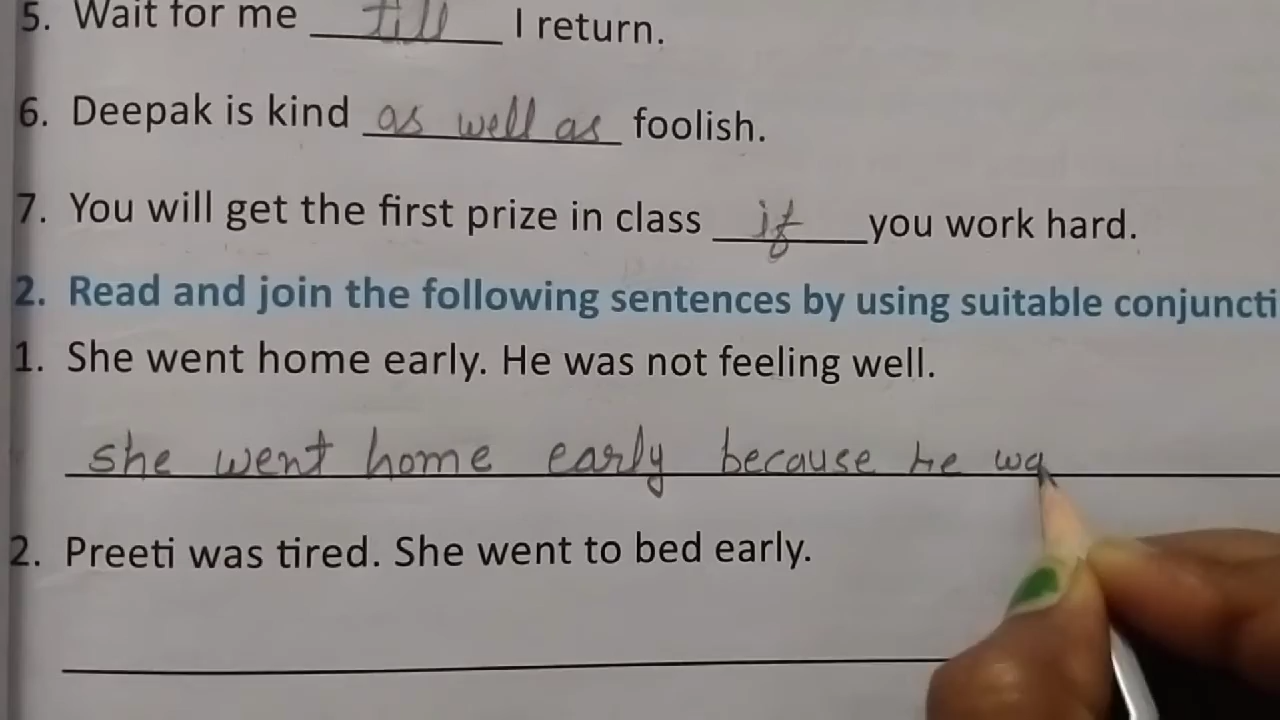 5. Wait for me till I return.
6. Deepak is kind as well as foolish.
7. You will get the first prize in class if you work hard.
2. Read and join the following sentences by using suitable conjuncti
1. She went home early. He was not feeling well.
she went home early because he wa
2. Preeti was tired. She went to bed early.